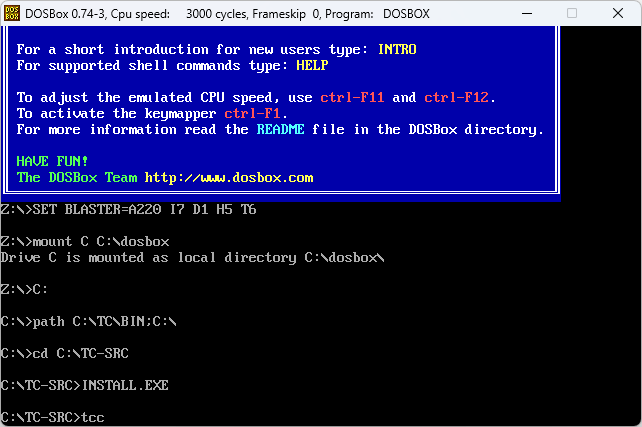 DOSBox 0.74-3, Cpu speed: 3000 cycles, Frameskip 0, Program: DOSBOX
For a short introduction for new users type: INTRO
For supported shell commands type: HELP
To adjust the emulated CPU speed, use ctrl-F11 and ctrl-F12.
To activate the keymapper ctrl-F1.
For more information read the README file in the DOSBox directory.
HAVE FUN!
The DOSBox Team http://www.dosbox.com
Z:\>SET BLASTER=A220 I7 D1 H5 T6
Z:\>mount C C:\dosbox
Drive C is mounted as local directory C:\dosbox\
Z:\>C:
C:\>path C:\TC\BIN;C:\
C:\>cd C:\TC-SRC
C:\TC-SRC>INSTALL.EXE
C:\TC-SRC>tcc